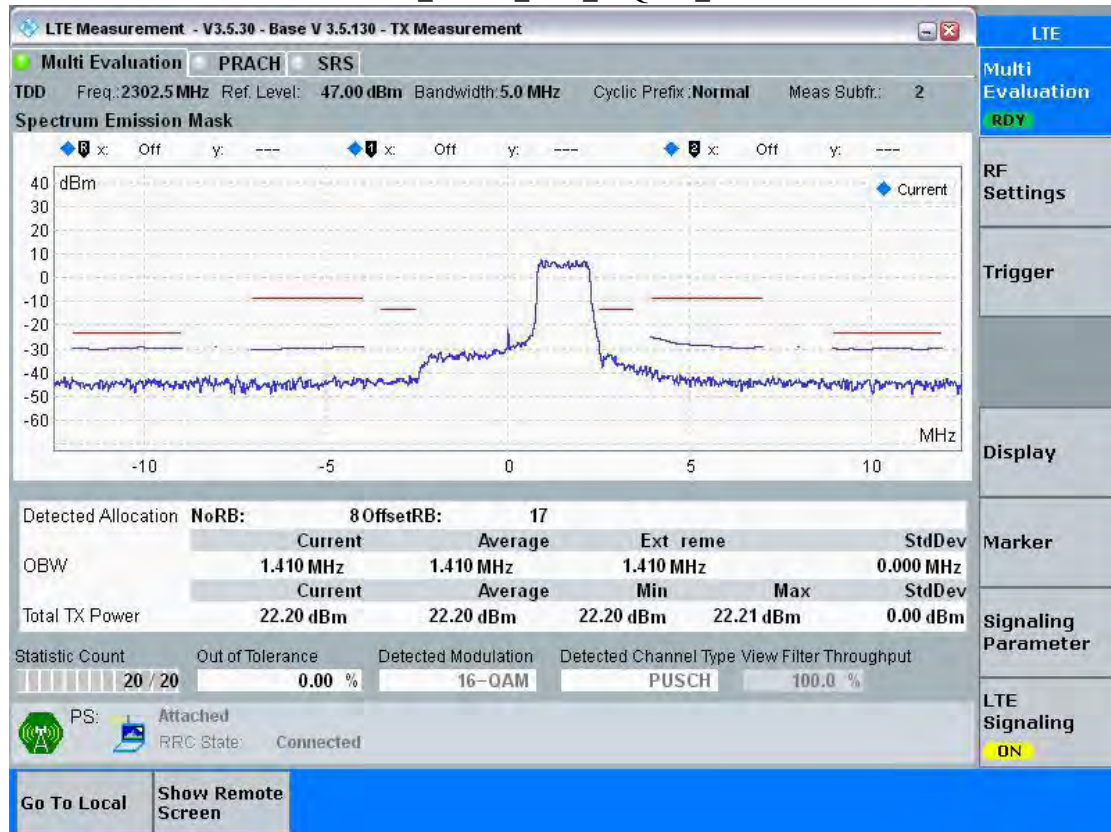 LTE Measurement - V3.5.30 - Base V 3.5.130 - TX Measurement
LTE
Multi Evaluation PRACH SRS
Multi
Evaluation
RDY
TDD Freq.:2302.5 MHz Ref. Level: 47.00 dBm Bandwidth:5.0 MHz Cyclic Prefix :Normal Meas Subfr.: 2
Spectrum Emission Mask
R x: Off y: --- 1 x: Off y: --- 2 x: Off y: ---
40 dBm Current
30
20
10
0
-10
-20
-30
-40
-50
-60
MHz
-10 -5 0 5 10
RF
Settings
Trigger
Display
Detected Allocation NoRB: 8 OffsetRB: 17
Current Average Ext reme StdDev
OBW 1.410 MHz 1.410 MHz 1.410 MHz 0.000 MHz
Current Average Min Max StdDev
Total TX Power 22.20 dBm 22.20 dBm 22.20 dBm 22.21 dBm 0.00 dBm
Marker
Signaling
Parameter
Statistic Count Out of Tolerance Detected Modulation Detected Channel Type View Filter Throughput
20 / 20 0.00 % 16-QAM PUSCH 100.0 %
PS: Attached
RRC State: Connected
LTE
Signaling
ON
Go To Local
Show Remote
Screen